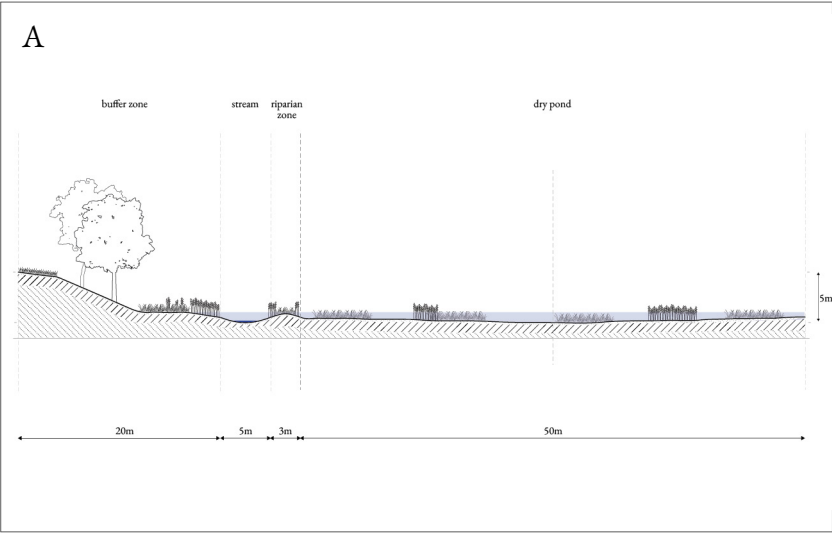 A
buffer zone
stream
riparian
zone
dry pond
5m
20m
5m
3m
50m